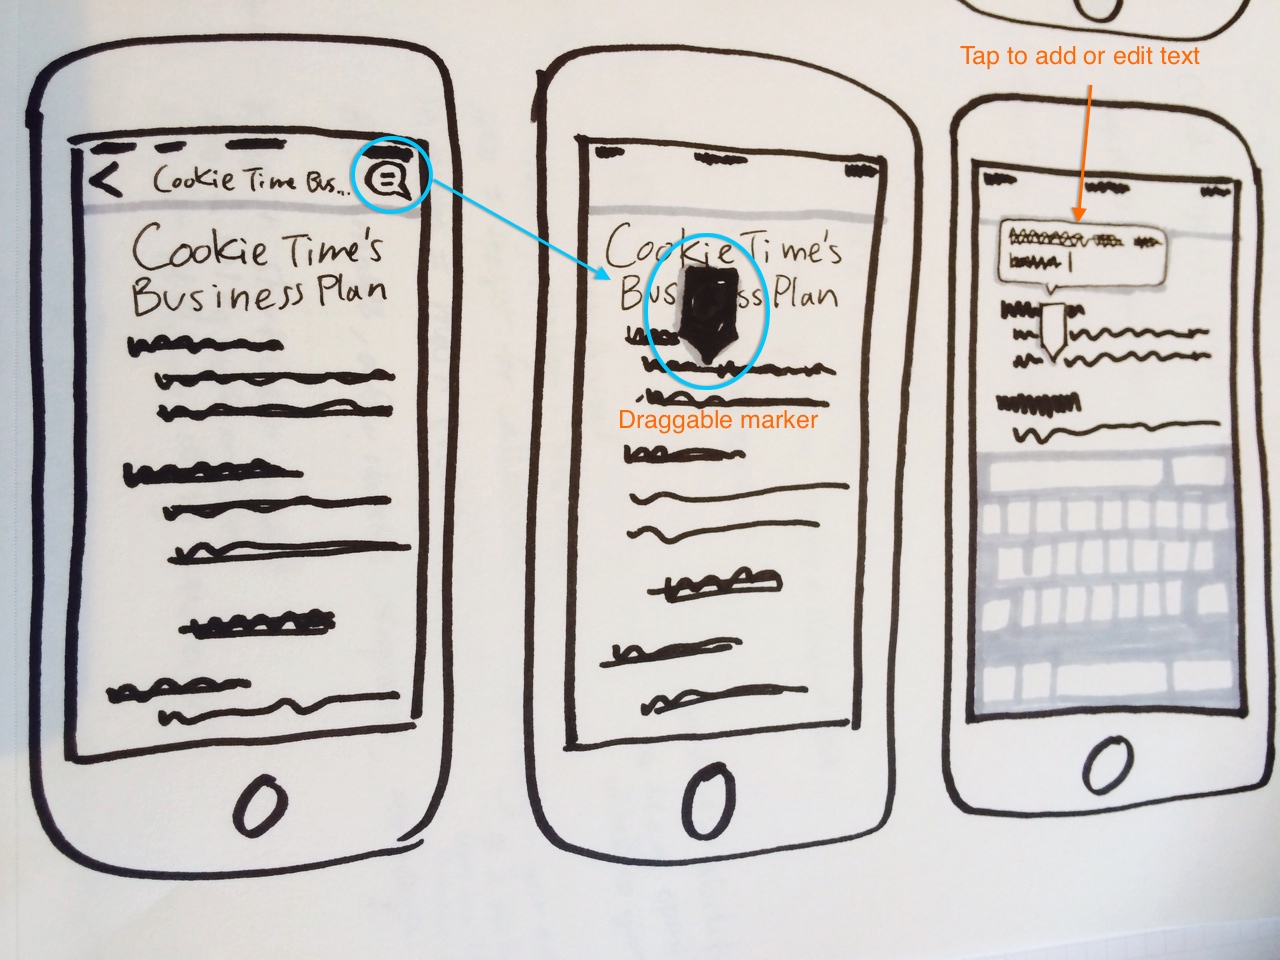 Tap to add or edit text
Cookie Time Bus...
Cookie Time's
Business Plan
Cookie Time's
Bus ss Plan
Draggable marker